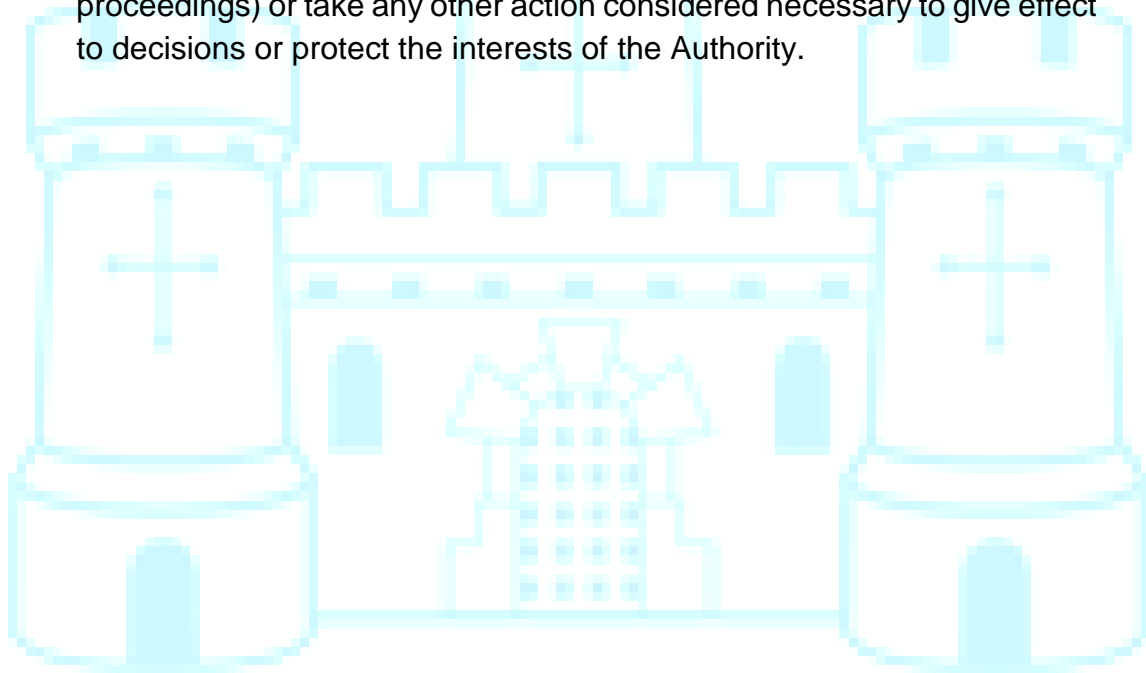 proceedings) or take any other action considered necessary to give effect
to decisions or protect the interests of the Authority.